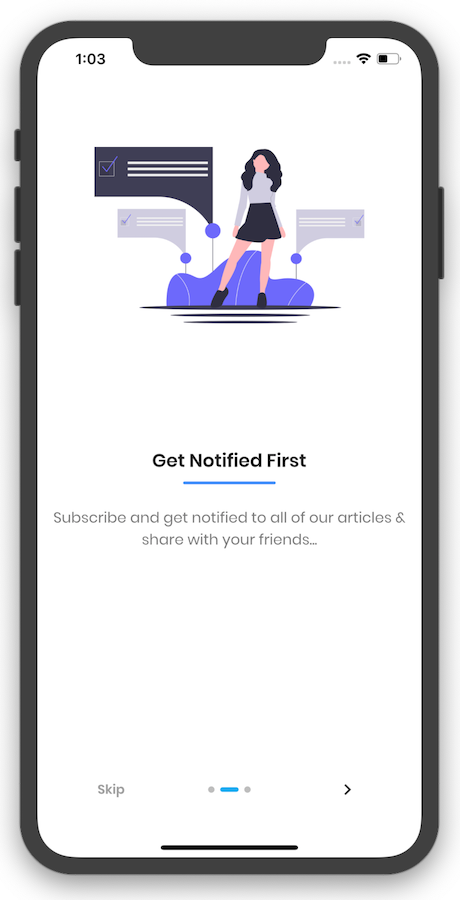 1:03
Get Notified First
Subscribe and get notified to all of our articles &
share with your friends...
Skip